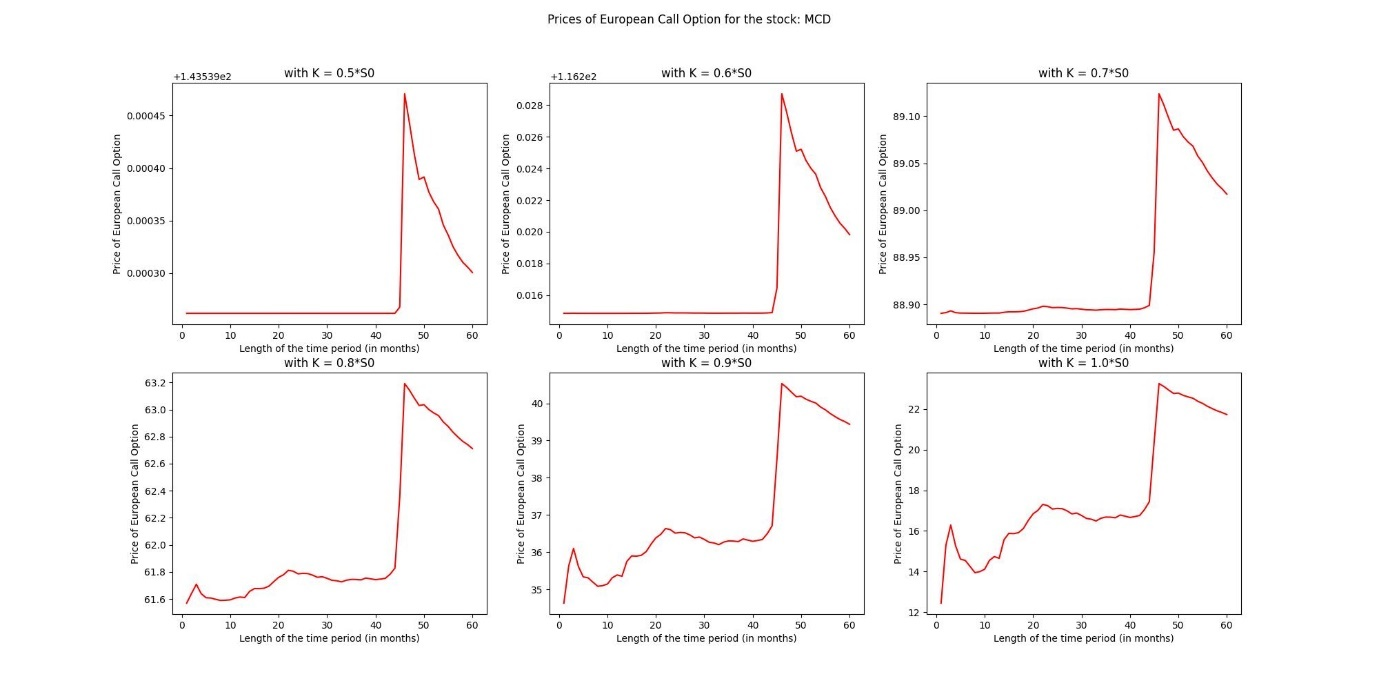 Prices of European Call Option for the stock: MCD
+1.43539e2
with K = 0.5*S0
Price of European Call Option
0.00045
0.00040
0.00035
0.00030
0 10 20 30 40 50 60
Length of the time period (in months)
+1.162e2
with K = 0.6*S0
Price of European Call Option
0.028
0.026
0.024
0.022
0.020
0.018
0.016
0 10 20 30 40 50 60
Length of the time period (in months)
with K = 0.7*S0
Price of European Call Option
89.10
89.05
89.00
88.95
88.90
0 10 20 30 40 50 60
Length of the time period (in months)
with K = 0.8*S0
Price of European Call Option
63.2
63.0
62.8
62.6
62.4
62.2
62.0
61.8
61.6
0 10 20 30 40 50 60
Length of the time period (in months)
with K = 0.9*S0
Price of European Call Option
40
39
38
37
36
35
0 10 20 30 40 50 60
Length of the time period (in months)
with K = 1.0*S0
Price of European Call Option
22
20
18
16
14
12
0 10 20 30 40 50 60
Length of the time period (in months)